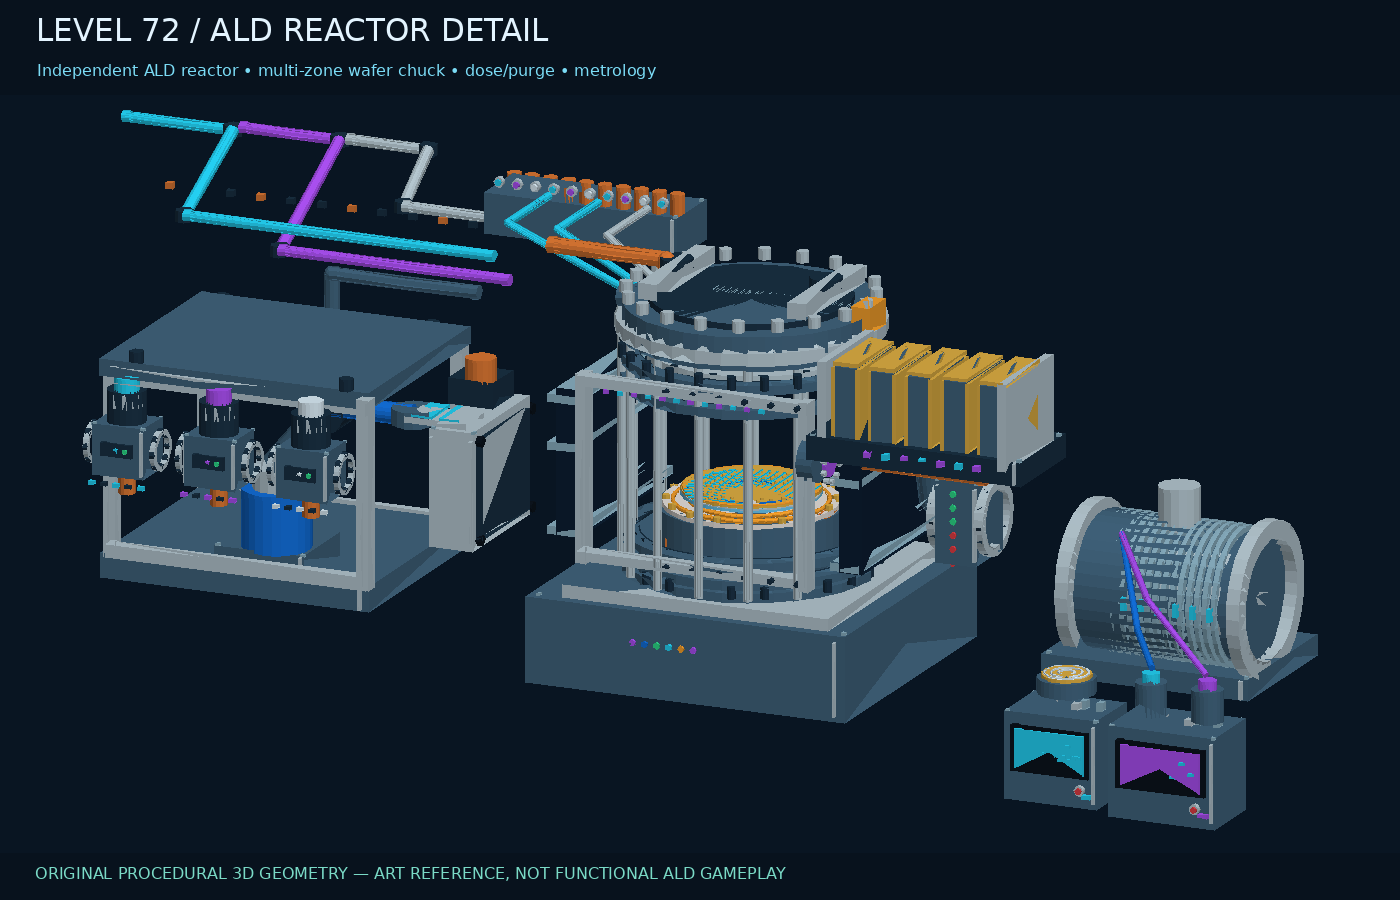 LEVEL 72 / ALD REACTOR DETAIL
Independent ALD reactor • multi-zone wafer chuck • dose/purge • metrology
ORIGINAL PROCEDURAL 3D GEOMETRY — ART REFERENCE, NOT FUNCTIONAL ALD GAMEPLAY